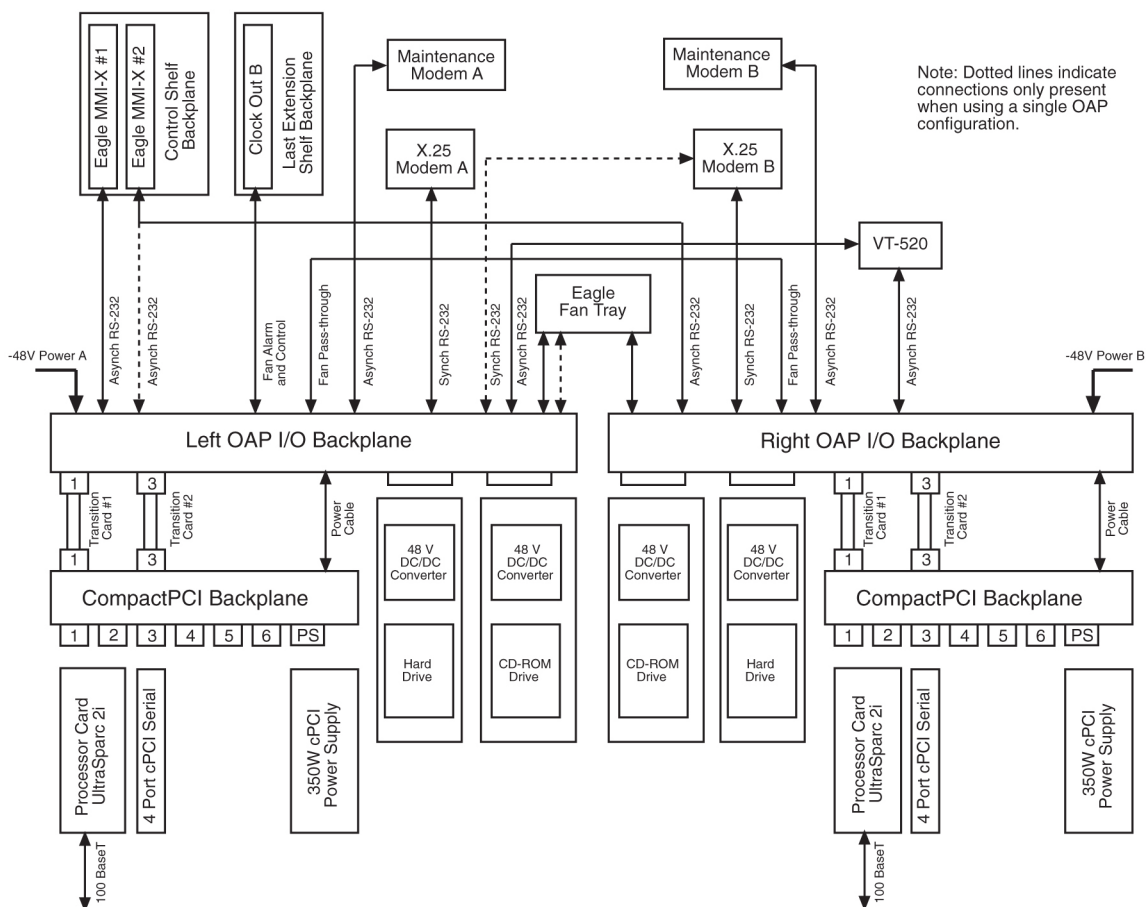 Eagle MMI-X #1
Eagle MMI-X #2
Control Shelf
Backplane
Clock Out B
Last Extension
Shelf Backplane
Maintenance
Modem A
Maintenance
Modem B
Note: Dotted lines indicate
connections only present
when using a single OAP
configuration.
X.25
Modem A
X.25
Modem B
VT-520
Eagle
Fan Tray
-48V Power A
Asynch RS-232
Asynch RS-232
Fan Alarm
and Control
Fan Pass-through
Asynch RS-232
Synch RS-232
Synch RS-232
Asynch RS-232
Asynch RS-232
Synch RS-232
Fan Pass-through
Asynch RS-232
Asynch RS-232
-48V Power B
Left OAP I/O Backplane
Right OAP I/O Backplane
1
3
Transition
Card #1
Transition
Card #2
Power
Cable
1
3
1
3
Transition
Card #1
Transition
Card #2
Power
Cable
1
3
48 V
DC/DC
Converter
48 V
DC/DC
Converter
48 V
DC/DC
Converter
48 V
DC/DC
Converter
CompactPCI Backplane
CompactPCI Backplane
1 2 3 4 5 6 PS
1 2 3 4 5 6 PS
Hard
Drive
CD-ROM
Drive
CD-ROM
Drive
Hard
Drive
Processor Card
UltraSparc 2i
4 Port cPCI Serial
350W cPCI
Power Supply
Processor Card
UltraSparc 2i
4 Port cPCI Serial
350W cPCI
Power Supply
100 BaseT
100 BaseT